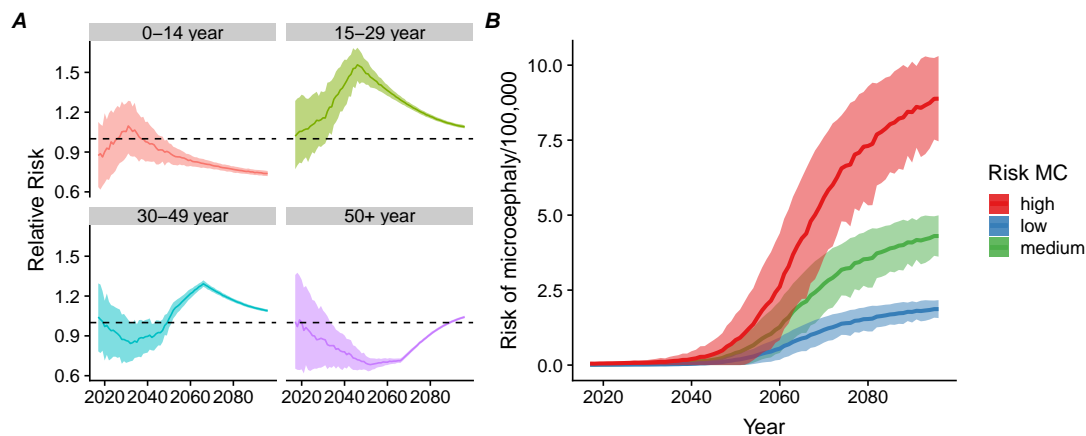 A
0−14 year
15−29 year
30−49 year
50+ year
Relative Risk
1.5
1.2
0.9
0.6
1.5
1.2
0.9
0.6
2020 2040 2060 2080
2020 2040 2060 2080
B
Risk of microcephaly/100,000
10.0
7.5
5.0
2.5
0.0
2020 2040 2060 2080
Year
Risk MC
high
low
medium